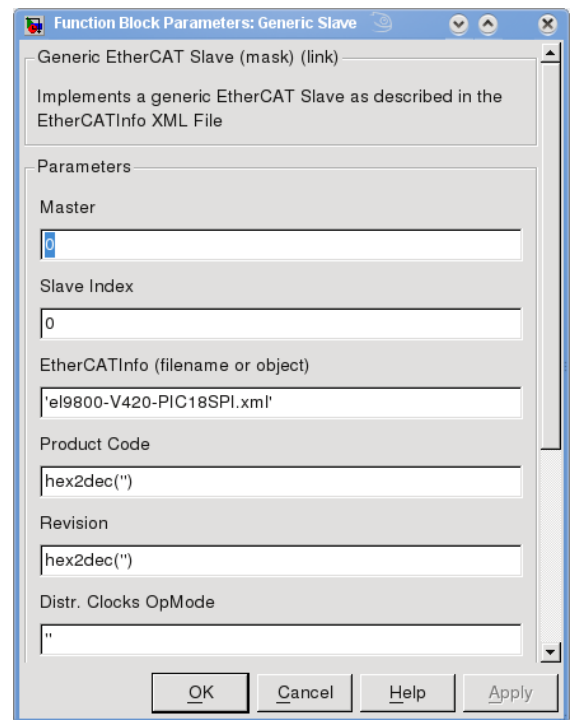 Function Block Parameters: Generic Slave
Generic EtherCAT Slave (mask) (link)
Implements a generic EtherCAT Slave as described in the
EtherCATInfo XML File
Parameters
Master
0
Slave Index
0
EtherCATInfo (filename or object)
'el9800-V420-PIC18SPI.xml'
Product Code
hex2dec('')
Revision
hex2dec('')
Distr. Clocks OpMode
''
OK Cancel Help Apply